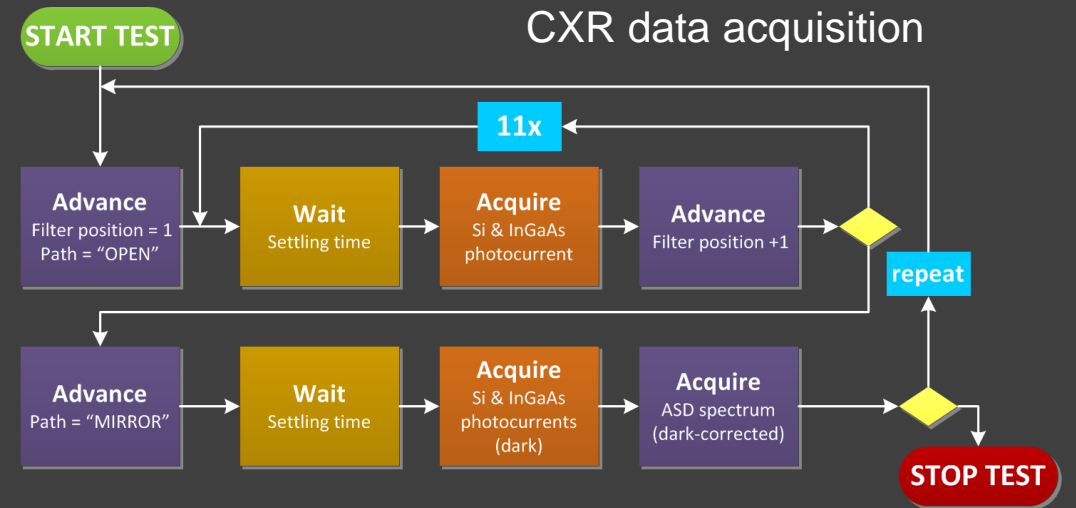 CXR data acquisition
START TEST
11x
Advance
Filter position = 1
Path = “OPEN”
Wait
Settling time
Acquire
Si & InGaAs
photocurrent
Advance
Filter position +1
repeat
Advance
Path = “MIRROR”
Wait
Settling time
Acquire
Si & InGaAs
photocurrents
(dark)
Acquire
ASD spectrum
(dark-corrected)
STOP TEST